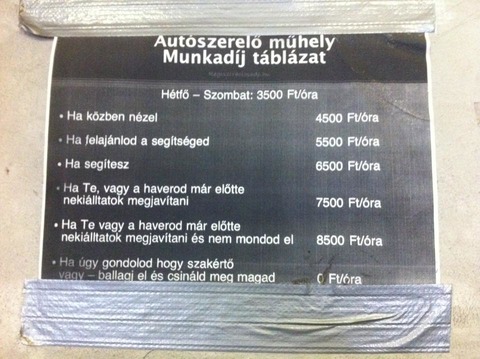 Autószerelő műhely
Munkadíj táblázat
Hétfő – Szombat: 3500 Ft/óra
• Ha közben nézel 4500 Ft/óra
• Ha felajánlod a segítséged 5500 Ft/óra
• Ha segítesz 6500 Ft/óra
• Ha Te, vagy a haverod már előtte
nekiálltatok megjavítani 7500 Ft/óra
• Ha Te vagy a haverod már előtte
nekiálltatok megjavítani és nem mondod el 8500 Ft/óra
• Ha úgy gondolod hogy szakértő
vagy – ballagj el és csináld meg magad 0 Ft/óra